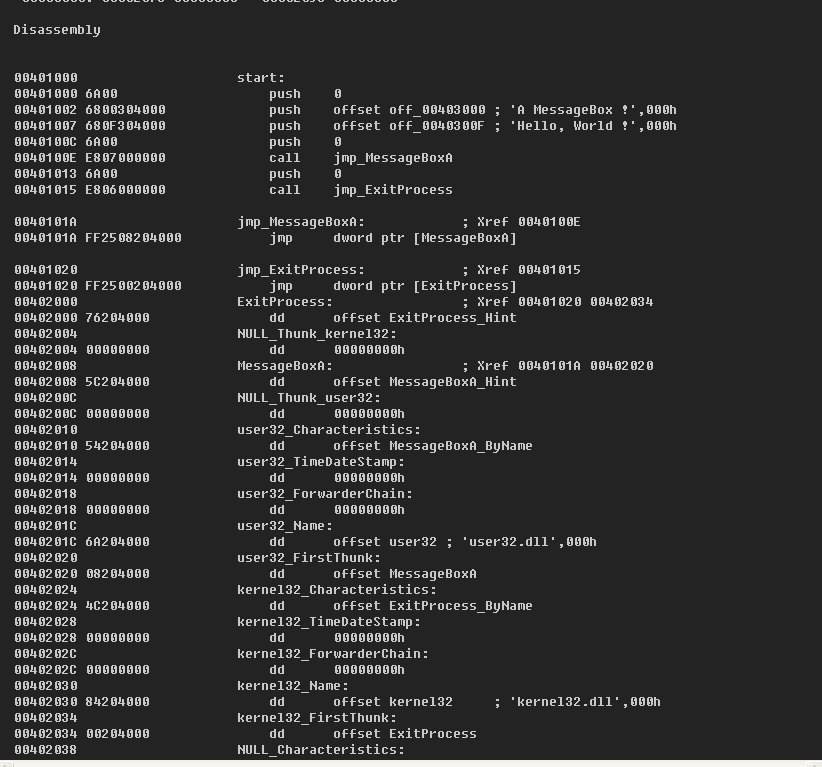 Disassembly
00401000 start:
00401000 6A00 push 0
00401002 6800304000 push offset off_00403000 ; 'A MessageBox !',000h
00401007 680F304000 push offset off_0040300F ; 'Hello, World !',000h
0040100C 6A00 push 0
0040100E E807000000 call jmp_MessageBoxA
00401013 6A00 push 0
00401015 E806000000 call jmp_ExitProcess
0040101A jmp_MessageBoxA: ; Xref 0040100E
0040101A FF2508204000 jmp dword ptr [MessageBoxA]
00401020 jmp_ExitProcess: ; Xref 00401015
00401020 FF2500204000 jmp dword ptr [ExitProcess]
00402000 ExitProcess: ; Xref 00401020 00402034
00402000 76204000 dd offset ExitProcess_Hint
00402004 NULL_Thunk_kernel32:
00402004 00000000 dd 00000000h
00402008 MessageBoxA: ; Xref 0040101A 00402020
00402008 5C204000 dd offset MessageBoxA_Hint
0040200C NULL_Thunk_user32:
0040200C 00000000 dd 00000000h
00402010 user32_Characteristics:
00402010 54204000 dd offset MessageBoxA_ByName
00402014 user32_TimeDateStamp:
00402014 00000000 dd 00000000h
00402018 user32_ForwarderChain:
00402018 00000000 dd 00000000h
0040201C user32_Name:
0040201C 6A204000 dd offset user32 ; 'user32.dll',000h
00402020 user32_FirstThunk:
00402020 08204000 dd offset MessageBoxA
00402024 kernel32_Characteristics:
00402024 4C204000 dd offset ExitProcess_ByName
00402028 kernel32_TimeDateStamp:
00402028 00000000 dd 00000000h
0040202C kernel32_ForwarderChain:
0040202C 00000000 dd 00000000h
00402030 kernel32_Name:
00402030 84204000 dd offset kernel32 ; 'kernel32.dll',000h
00402034 kernel32_FirstThunk:
00402034 00204000 dd offset ExitProcess
00402038 NULL_Characteristics: